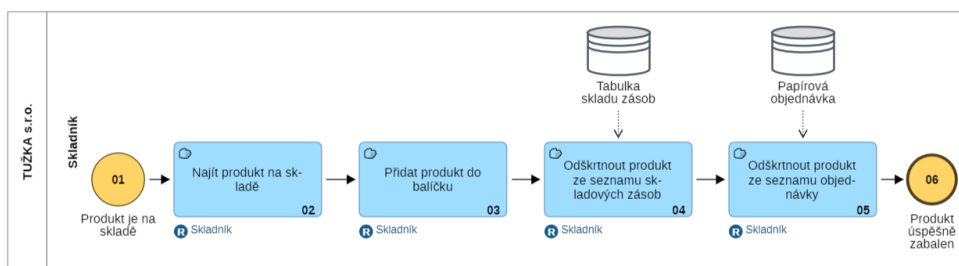 TUŽKA s.r.o.
Skladník
01
Produkt je na
skladě
Najít produkt na sk-
ladě
02
R Skladník
Přidat produkt do
balíčku
03
R Skladník
Tabulka
skladu zásob
Odškrtnout produkt
ze seznamu sk-
ladových zásob
04
R Skladník
Papírová
objednávka
Odškrtnout produkt
ze seznamu objed-
návky
05
R Skladník
06
Produkt
úspěšně
zabalen